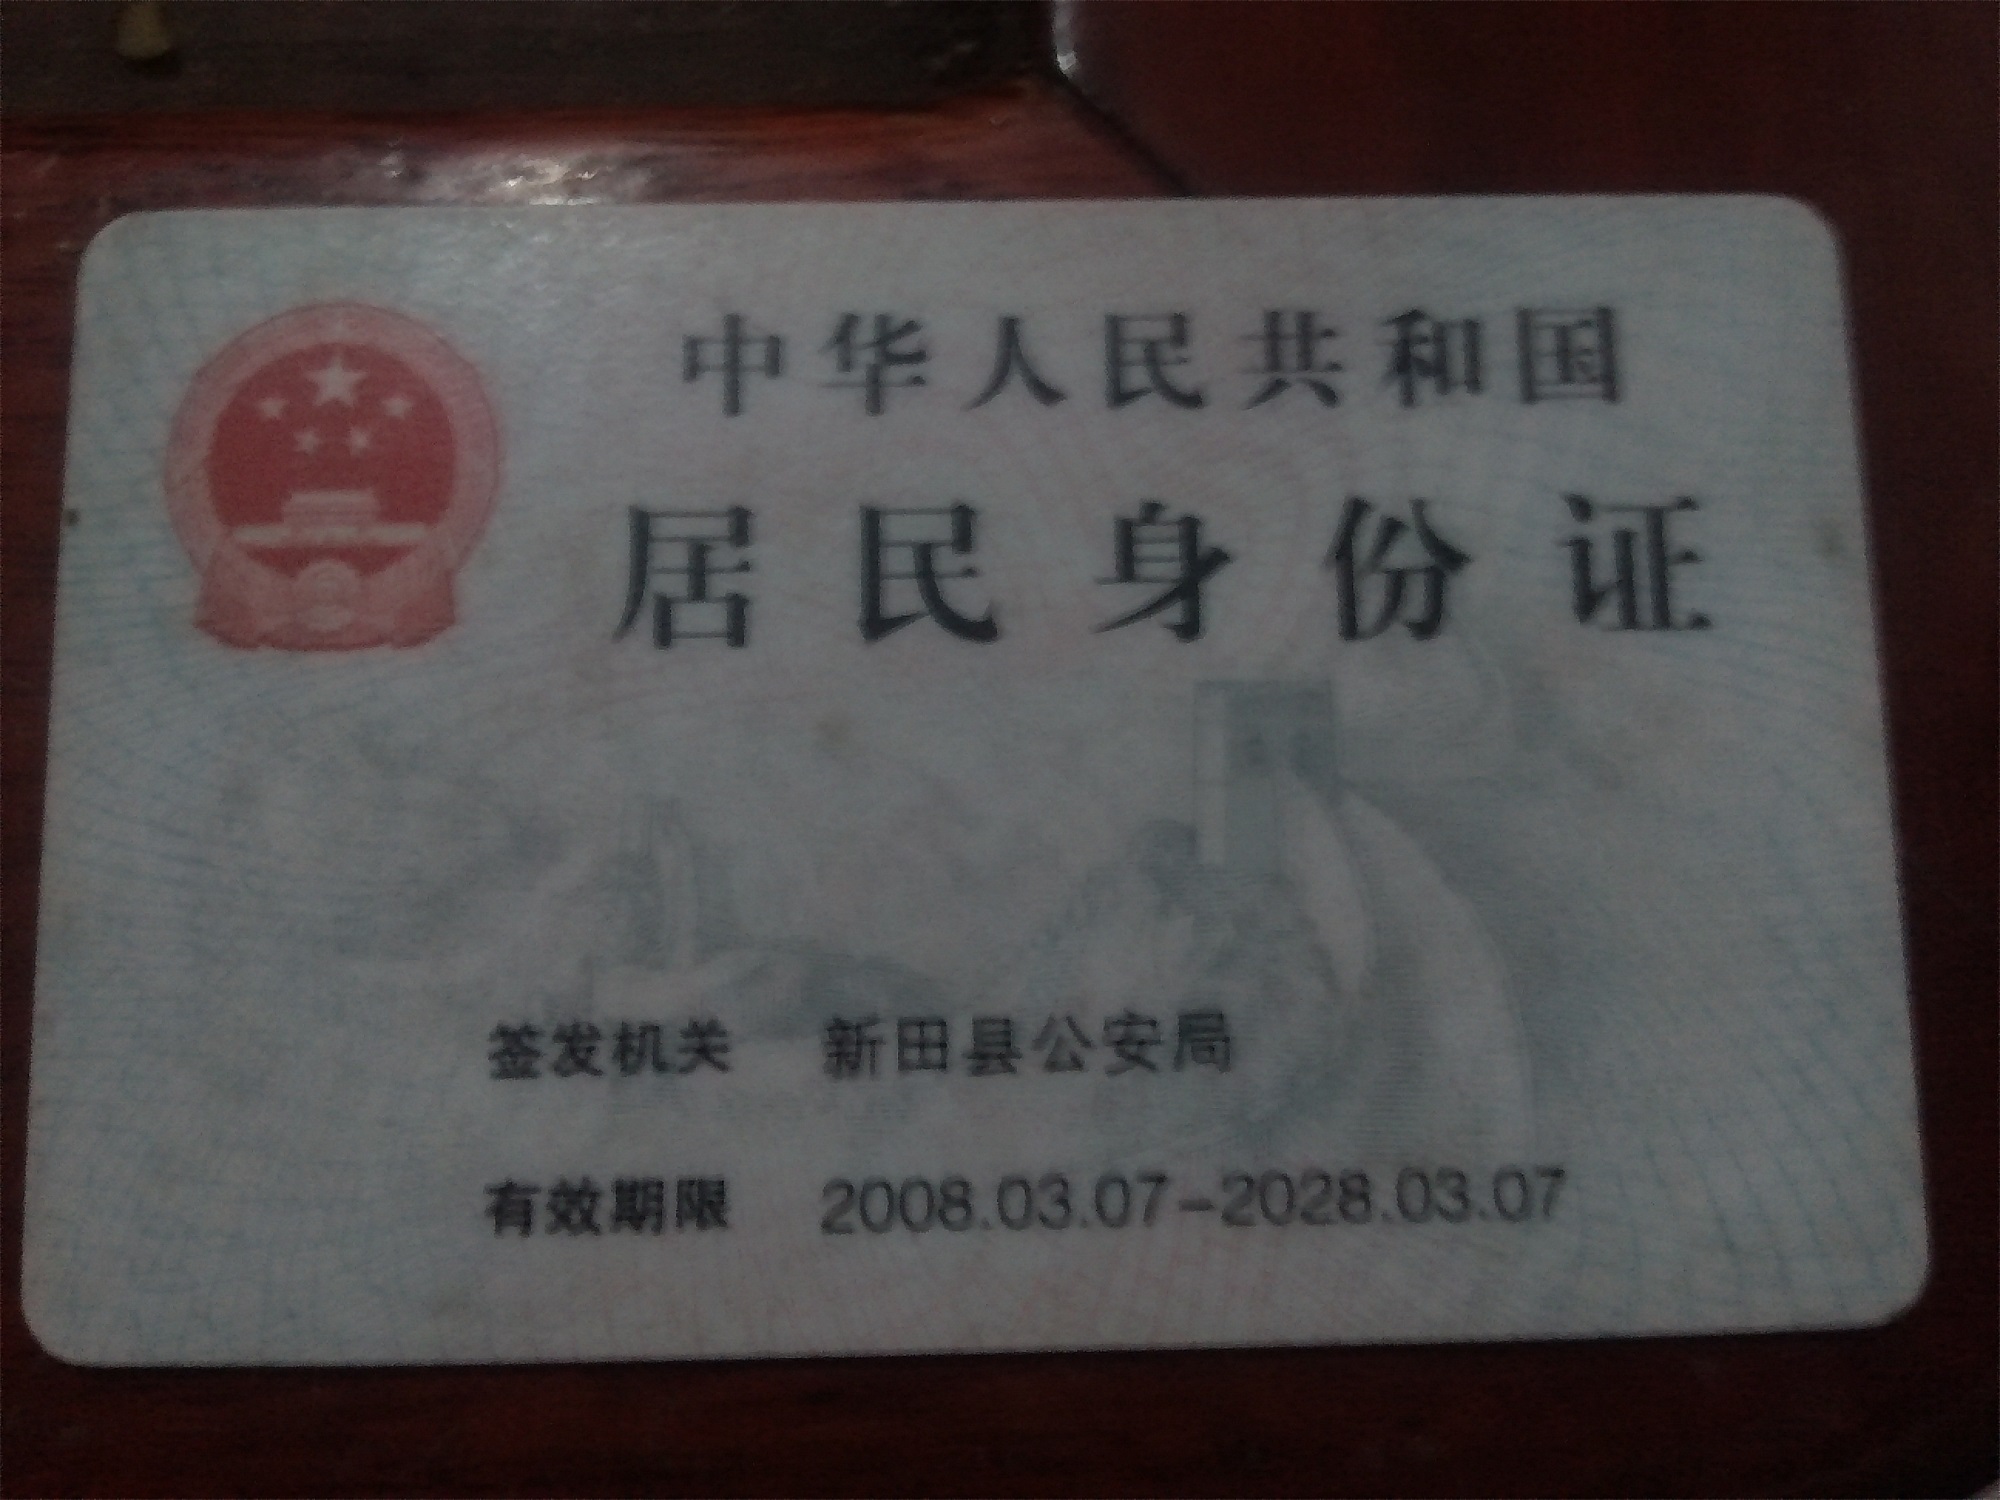 中华人民共和国
居民身份证
签发机关 新田县公安局
有效期限 2008.03.07-2028.03.07